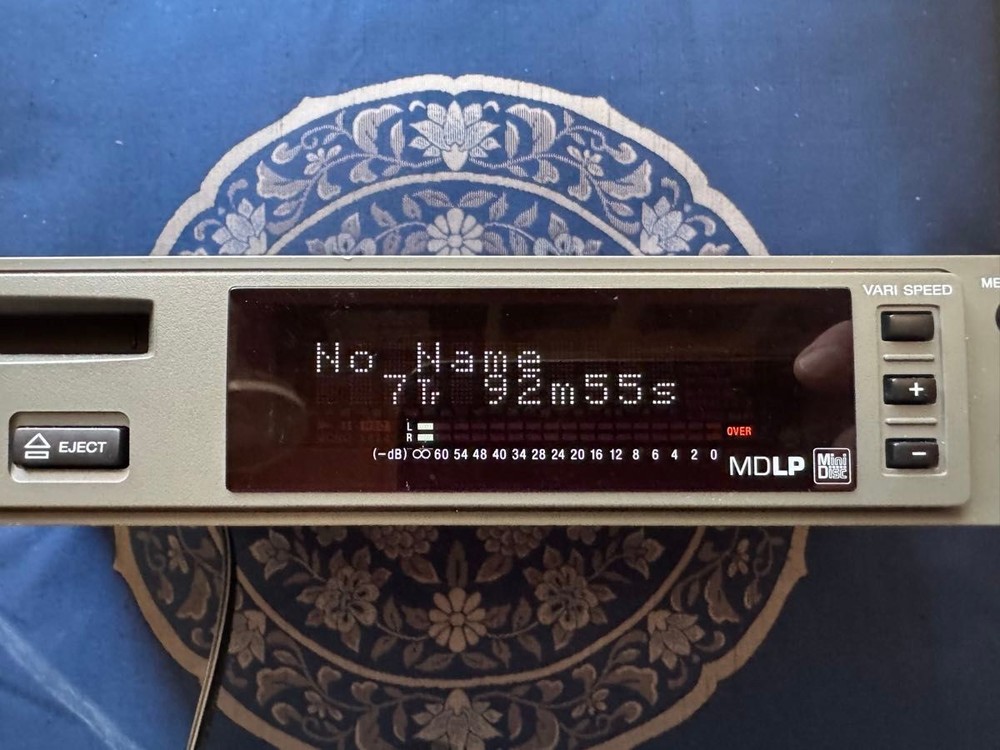 VARI SPEED
ME
No Name
7Tr 92m55s
+
EJECT
L
R
OVER
(−dB) ∞ 60 54 48 40 34 28 24 20 16 12 8 6 4 2 0
−
MDLP
Mini Disc